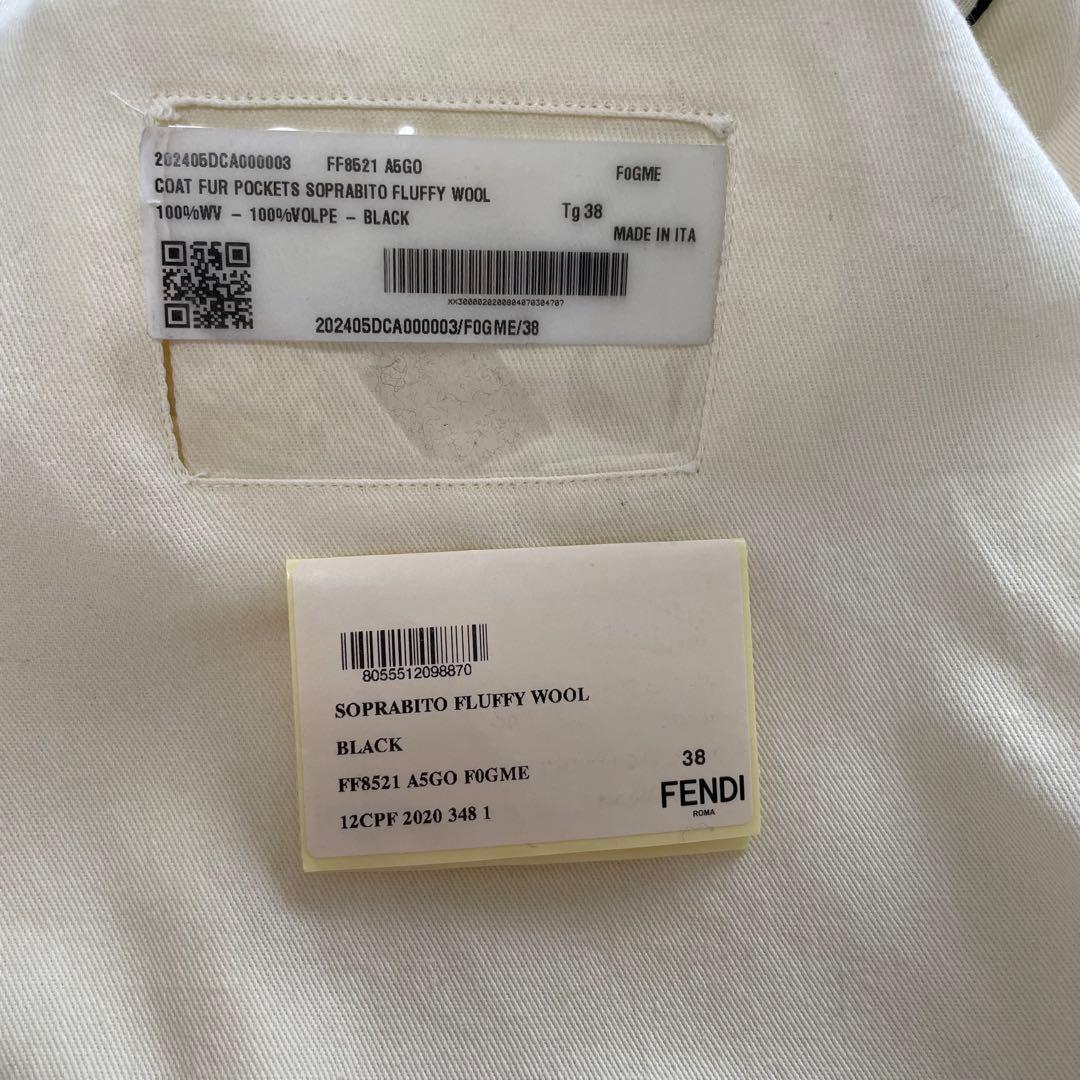 202405DCA000003 FF8521 A5GO F0GME
COAT FUR POCKETS SOPRABITO FLUFFY WOOL
100%WV - 100%VOLPE - BLACK Tg 38
MADE IN ITA
XX3000020200804070304707
202405DCA000003/F0GME/38
8055512098870
SOPRABITO FLUFFY WOOL
BLACK
FF8521 A5GO F0GME
12CPF 2020 348 1
38
FENDI
ROMA